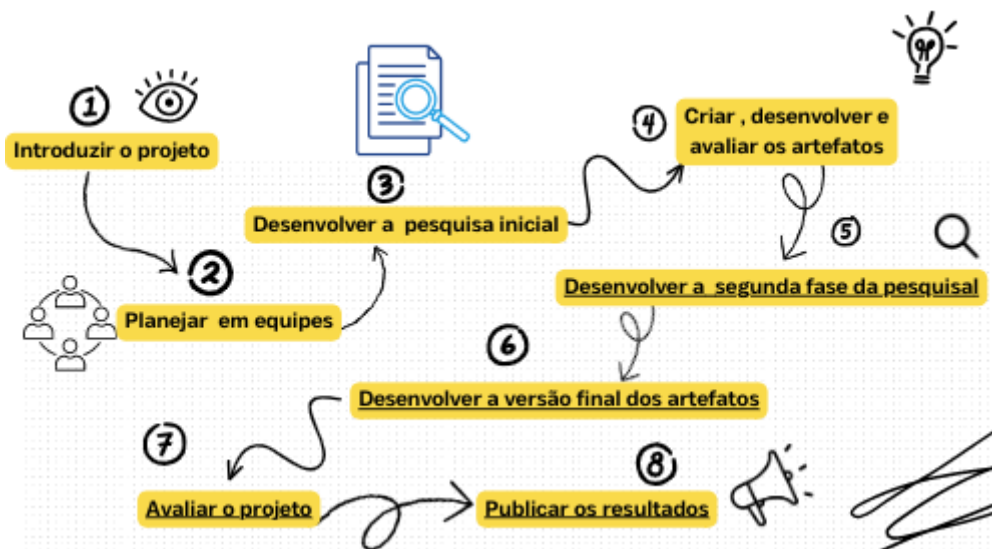 1
Introduzir o projeto
2
Planejar em equipes
3
Desenvolver a pesquisa inicial
4
Criar , desenvolver e
avaliar os artefatos
5
Desenvolver a segunda fase da pesquisal
6
Desenvolver a versão final dos artefatos
7
Avaliar o projeto
8
Publicar os resultados